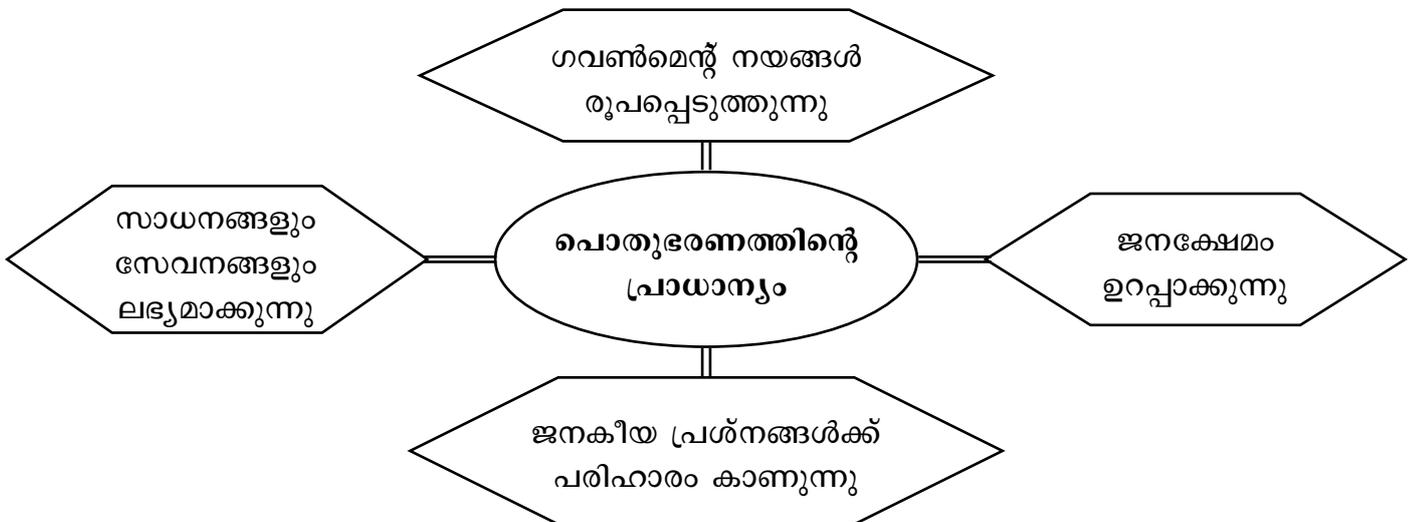 ഗവൺമെന്റ് നയങ്ങൾ
രൂപപ്പെടുത്തുന്നു
സാധനങ്ങളും
സേവനങ്ങളും
ലഭ്യമാക്കുന്നു
പൊതുഭരണത്തിന്റെ
പ്രാധാന്യം
ജനക്ഷേമം
ഉറപ്പാക്കുന്നു
ജനകീയ പ്രശ്നങ്ങൾക്ക്
പരിഹാരം കാണുന്നു